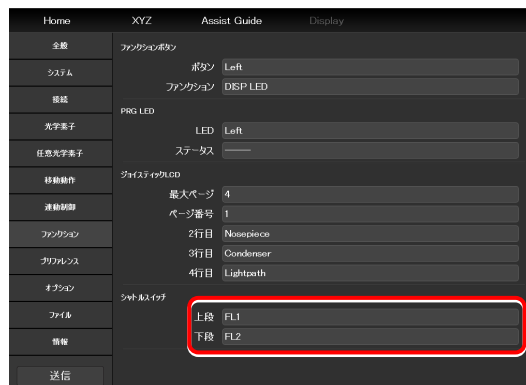 Home XYZ Assist Guide Display
全般
システム
接続
光学素子
任意光学素子
移動動作
連動制御
ファンクション
プリファレンス
オプション
ファイル
情報
送信
ファンクションボタン
ボタン Left
ファンクション DISP LED
PRG LED
LED Left
ステータス ――
ジョイスティックLCD
最大ページ 4
ページ番号 1
2行目 Nosepiece
3行目 Condenser
4行目 Lightpath
シャトルスイッチ
上段 FL1
下段 FL2